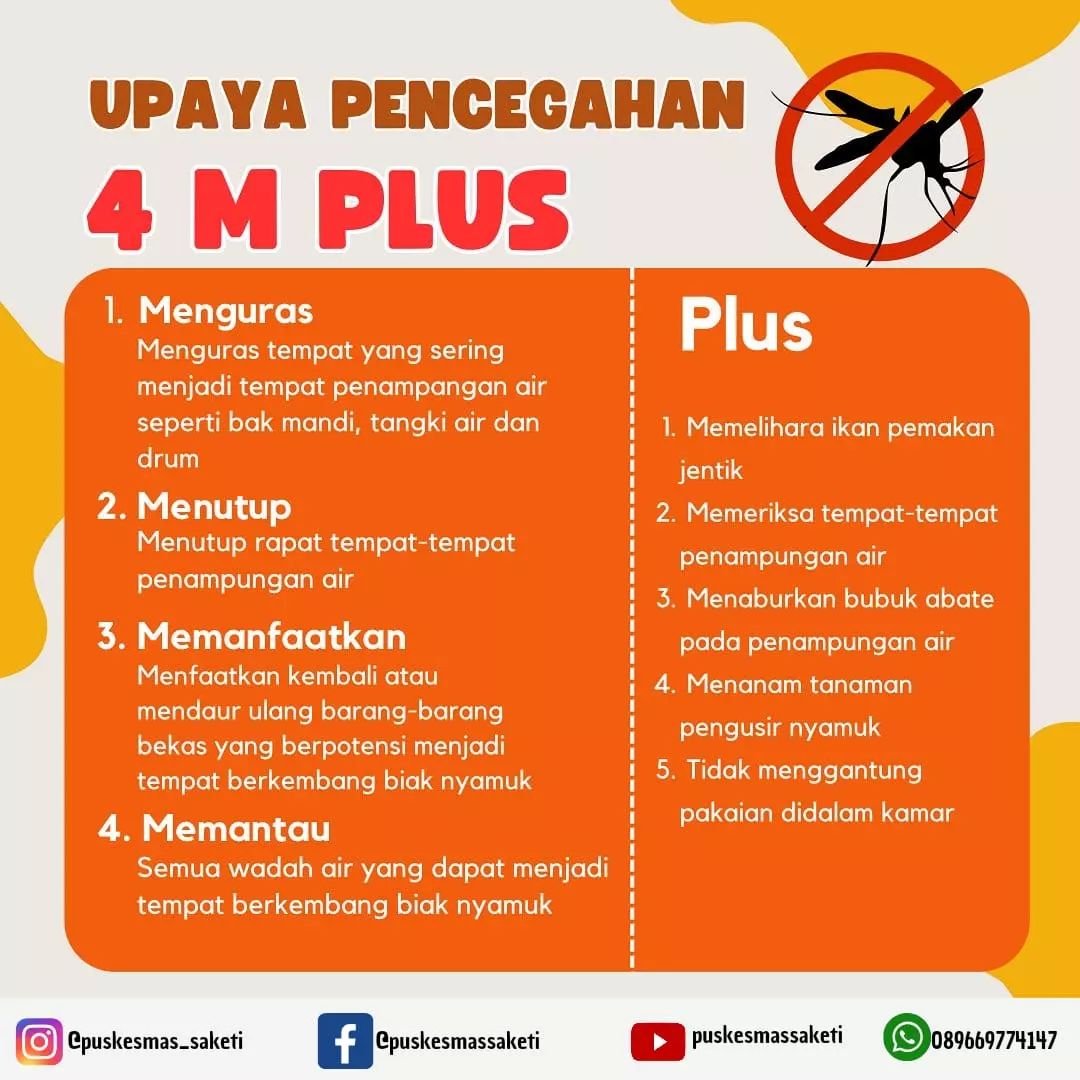 UPAYA PENCEGAHAN
4 M PLUS
1. Menguras
Menguras tempat yang sering
menjadi tempat penampangan air
seperti bak mandi, tangki air dan
drum
2. Menutup
Menutup rapat tempat-tempat
penampungan air
3. Memanfaatkan
Menfaatkan kembali atau
mendaur ulang barang-barang
bekas yang berpotensi menjadi
tempat berkembang biak nyamuk
4. Memantau
Semua wadah air yang dapat menjadi
tempat berkembang biak nyamuk
Plus
1. Memelihara ikan pemakan
jentik
2. Memeriksa tempat-tempat
penampungan air
3. Menaburkan bubuk abate
pada penampungan air
4. Menanam tanaman
pengusir nyamuk
5. Tidak menggantung
pakaian didalam kamar
@puskesmas_saketi
@puskesmassaketi
puskesmassaketi
089669774147